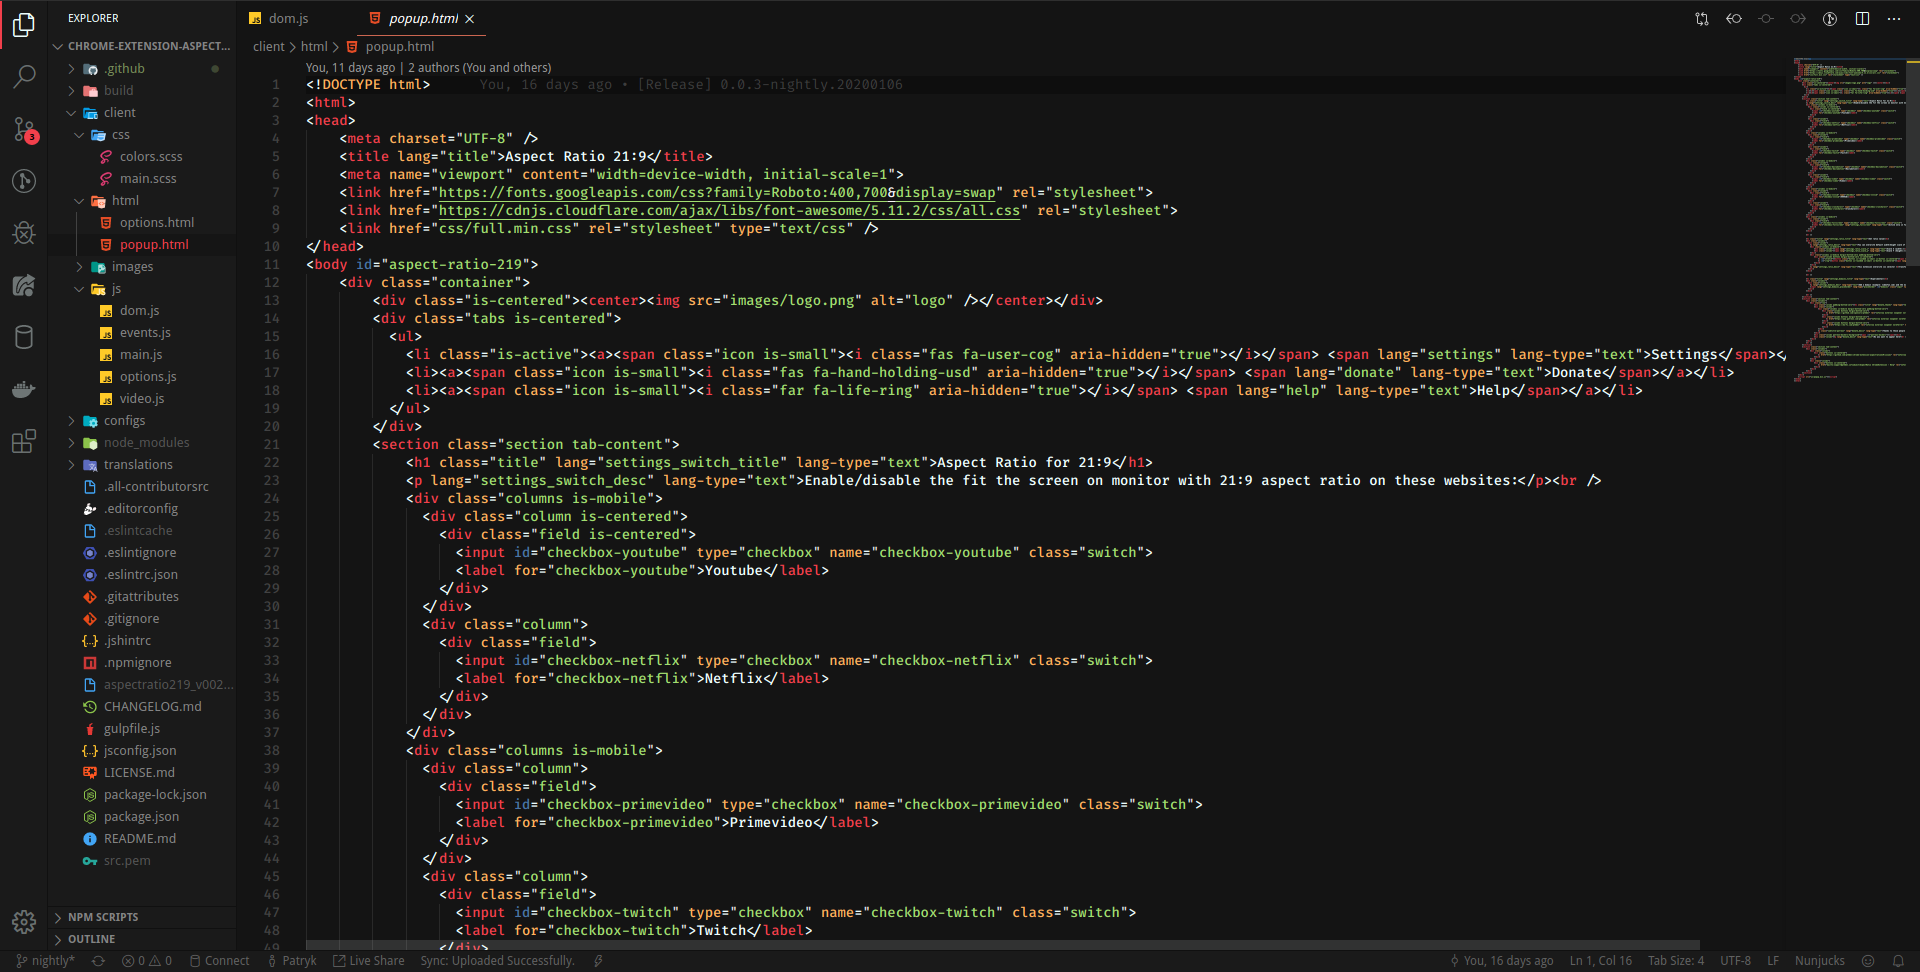 EXPLORER
CHROME-EXTENSION-ASPECT...
.github
build
client
css
colors.scss
main.scss
html
options.html
popup.html
images
js
dom.js
events.js
main.js
options.js
video.js
configs
node_modules
translations
.all-contributorsrc
.editorconfig
.eslintcache
.eslintignore
.eslintrc.json
.gitattributes
.gitignore
.jshintrc
.npmignore
aspectratio219_v002...
CHANGELOG.md
gulpfile.js
jsconfig.json
LICENSE.md
package-lock.json
package.json
README.md
src.pem
NPM SCRIPTS
OUTLINE
3
JS dom.js
popup.html ×
client > html > popup.html
You, 11 days ago | 2 authors (You and others)
1 <!DOCTYPE html> You, 16 days ago • [Release] 0.0.3-nightly.20200106
2 <html>
3 <head>
4 <meta charset="UTF-8" />
5 <title lang="title">Aspect Ratio 21:9</title>
6 <meta name="viewport" content="width=device-width, initial-scale=1">
7 <link href="https://fonts.googleapis.com/css?family=Roboto:400,700&display=swap" rel="stylesheet">
8 <link href="https://cdnjs.cloudflare.com/ajax/libs/font-awesome/5.11.2/css/all.css" rel="stylesheet">
9 <link href="css/full.min.css" rel="stylesheet" type="text/css" />
10 </head>
11 <body id="aspect-ratio-219">
12 <div class="container">
13 <div class="is-centered"><center><img src="images/logo.png" alt="logo" /></center></div>
14 <div class="tabs is-centered">
15 <ul>
16 <li class="is-active"><a><span class="icon is-small"><i class="fas fa-user-cog" aria-hidden="true"></i></span> <span lang="settings" lang-type="text">Settings</span></
17 <li><a><span class="icon is-small"><i class="fas fa-hand-holding-usd" aria-hidden="true"></i></span> <span lang="donate" lang-type="text">Donate</span></a></li>
18 <li><a><span class="icon is-small"><i class="far fa-life-ring" aria-hidden="true"></i></span> <span lang="help" lang-type="text">Help</span></a></li>
19 </ul>
20 </div>
21 <section class="section tab-content">
22 <h1 class="title" lang="settings_switch_title" lang-type="text">Aspect Ratio for 21:9</h1>
23 <p lang="settings_switch_desc" lang-type="text">Enable/disable the fit the screen on monitor with 21:9 aspect ratio on these websites:</p><br />
24 <div class="columns is-mobile">
25 <div class="column is-centered">
26 <div class="field is-centered">
27 <input id="checkbox-youtube" type="checkbox" name="checkbox-youtube" class="switch">
28 <label for="checkbox-youtube">Youtube</label>
29 </div>
30 </div>
31 <div class="column">
32 <div class="field">
33 <input id="checkbox-netflix" type="checkbox" name="checkbox-netflix" class="switch">
34 <label for="checkbox-netflix">Netflix</label>
35 </div>
36 </div>
37 </div>
38 <div class="columns is-mobile">
39 <div class="column">
40 <div class="field">
41 <input id="checkbox-primevideo" type="checkbox" name="checkbox-primevideo" class="switch">
42 <label for="checkbox-primevideo">Primevideo</label>
43 </div>
44 </div>
45 <div class="column">
46 <div class="field">
47 <input id="checkbox-twitch" type="checkbox" name="checkbox-twitch" class="switch">
48 <label for="checkbox-twitch">Twitch</label>
49 </div>
nightly* 0 0 Connect Patryk Live Share Sync: Uploaded Successfully. You, 16 days ago Ln 1, Col 16 Tab Size: 4 UTF-8 LF Nunjucks